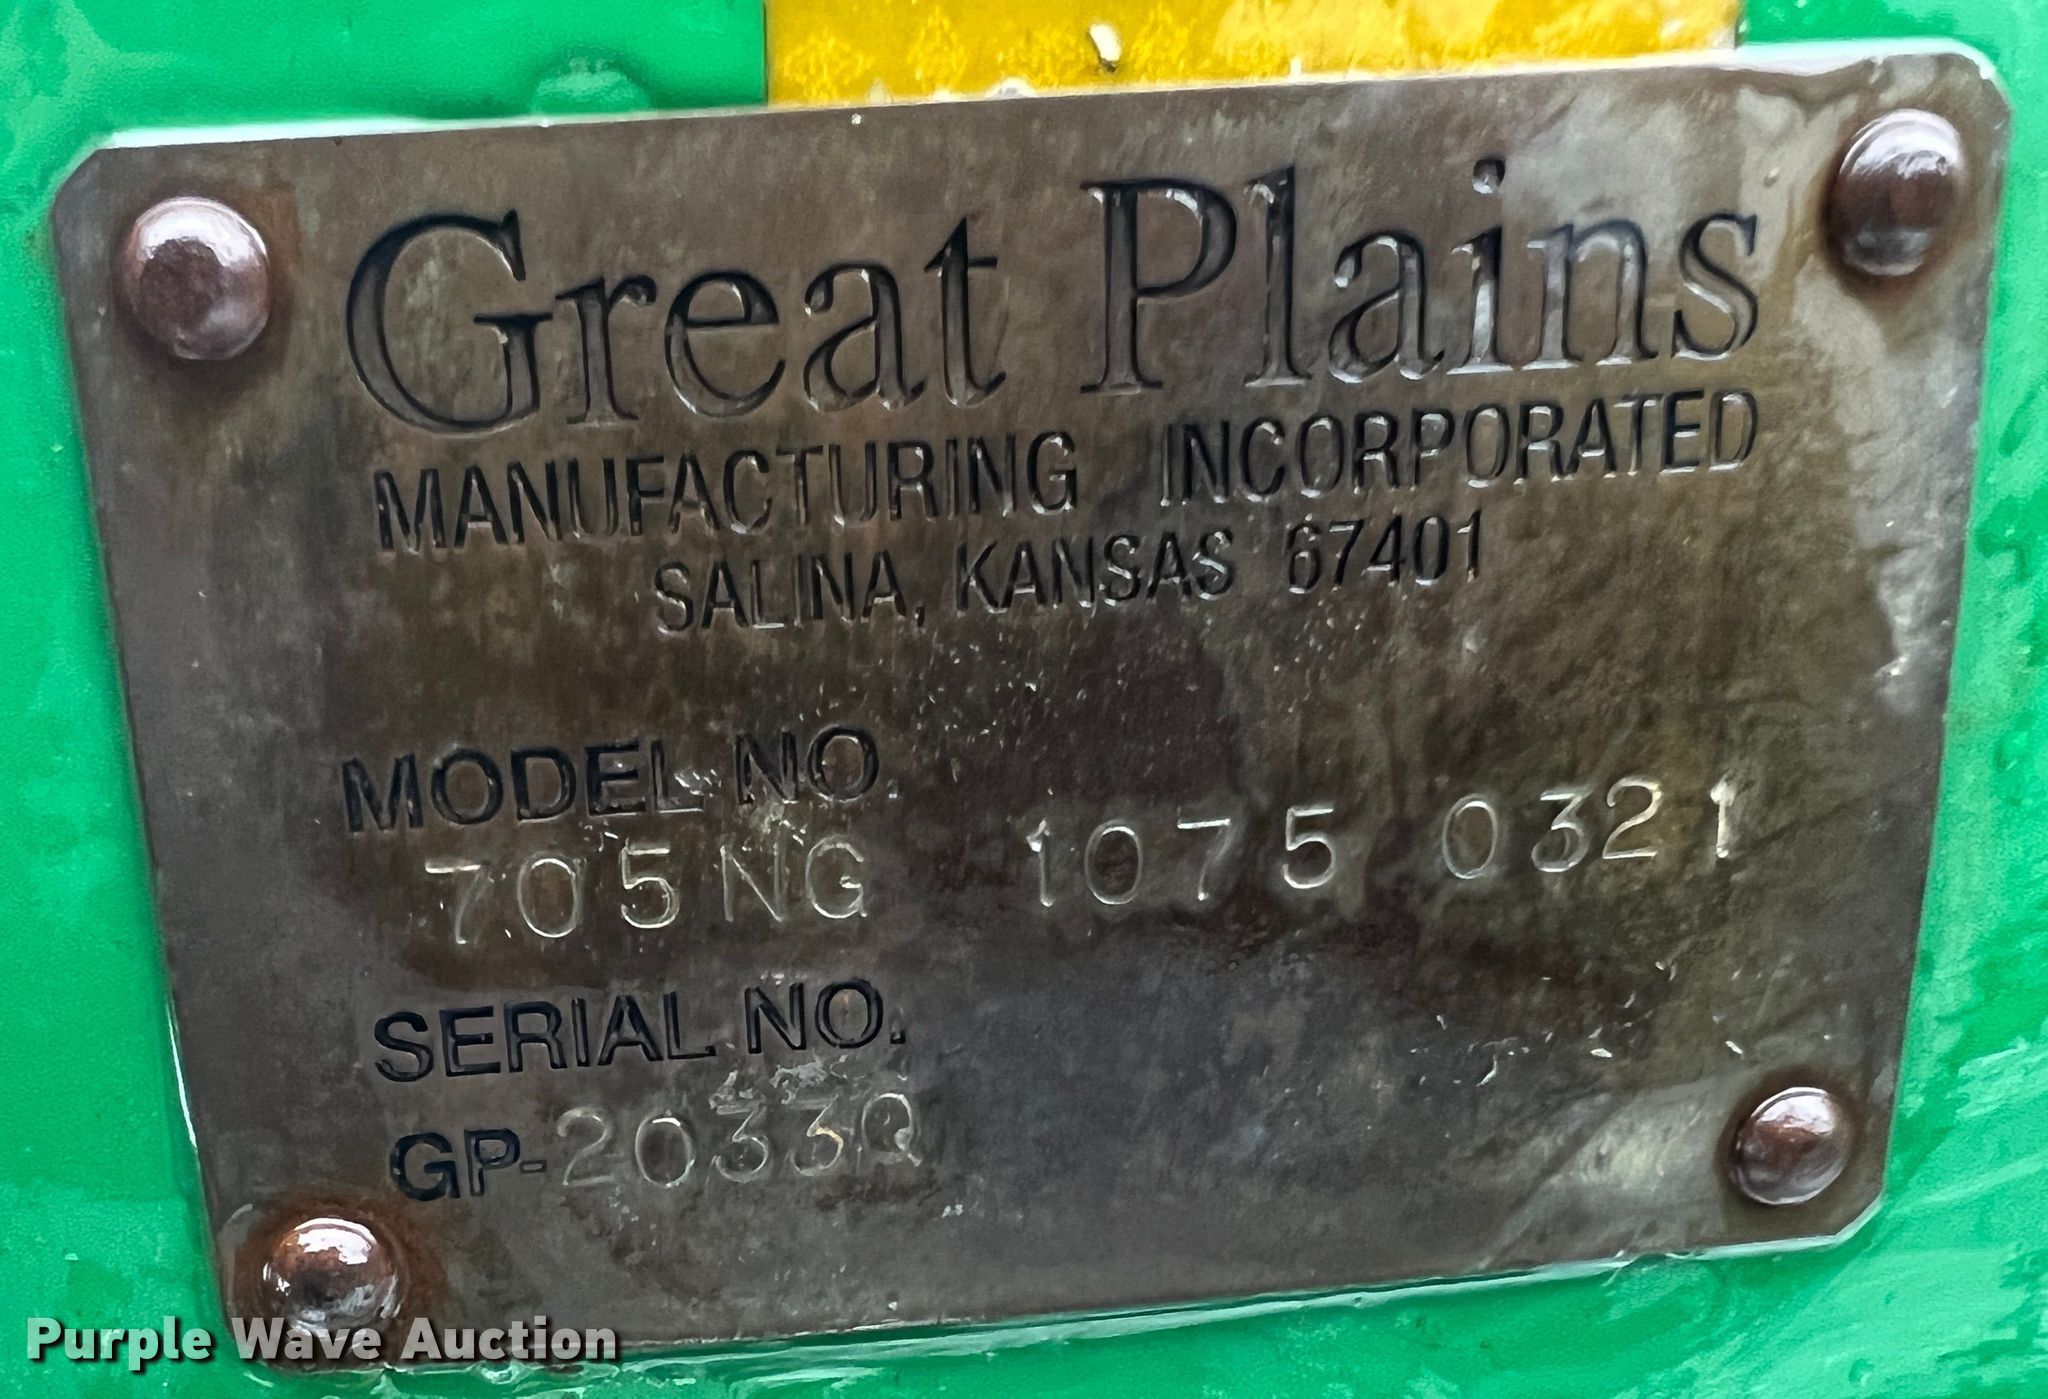 Great Plains
MANUFACTURING INCORPORATED
SALINA, KANSAS 67401
MODEL NO.
705NG 1075 0321
SERIAL NO.
GP-2033Q
Purple Wave Auction